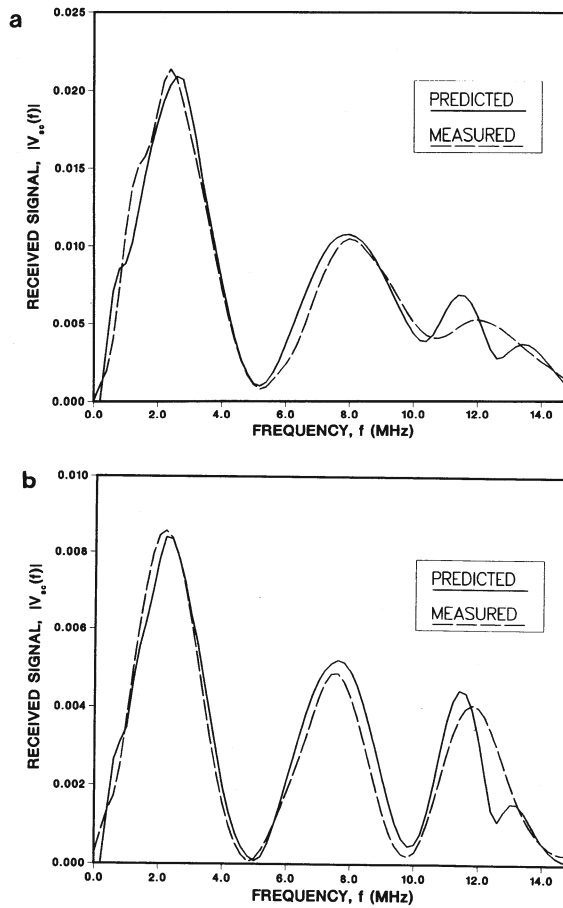 a
0.025
0.020
0.015
0.010
0.005
0.000
RECEIVED SIGNAL, |Vsc(f)|
PREDICTED
MEASURED
0.0 2.0 4.0 6.0 8.0 10.0 12.0 14.0
FREQUENCY, f (MHz)
b
0.010
0.008
0.006
0.004
0.002
0.000
RECEIVED SIGNAL, |Vsc(f)|
PREDICTED
MEASURED
0.0 2.0 4.0 6.0 8.0 10.0 12.0 14.0
FREQUENCY, f (MHz)